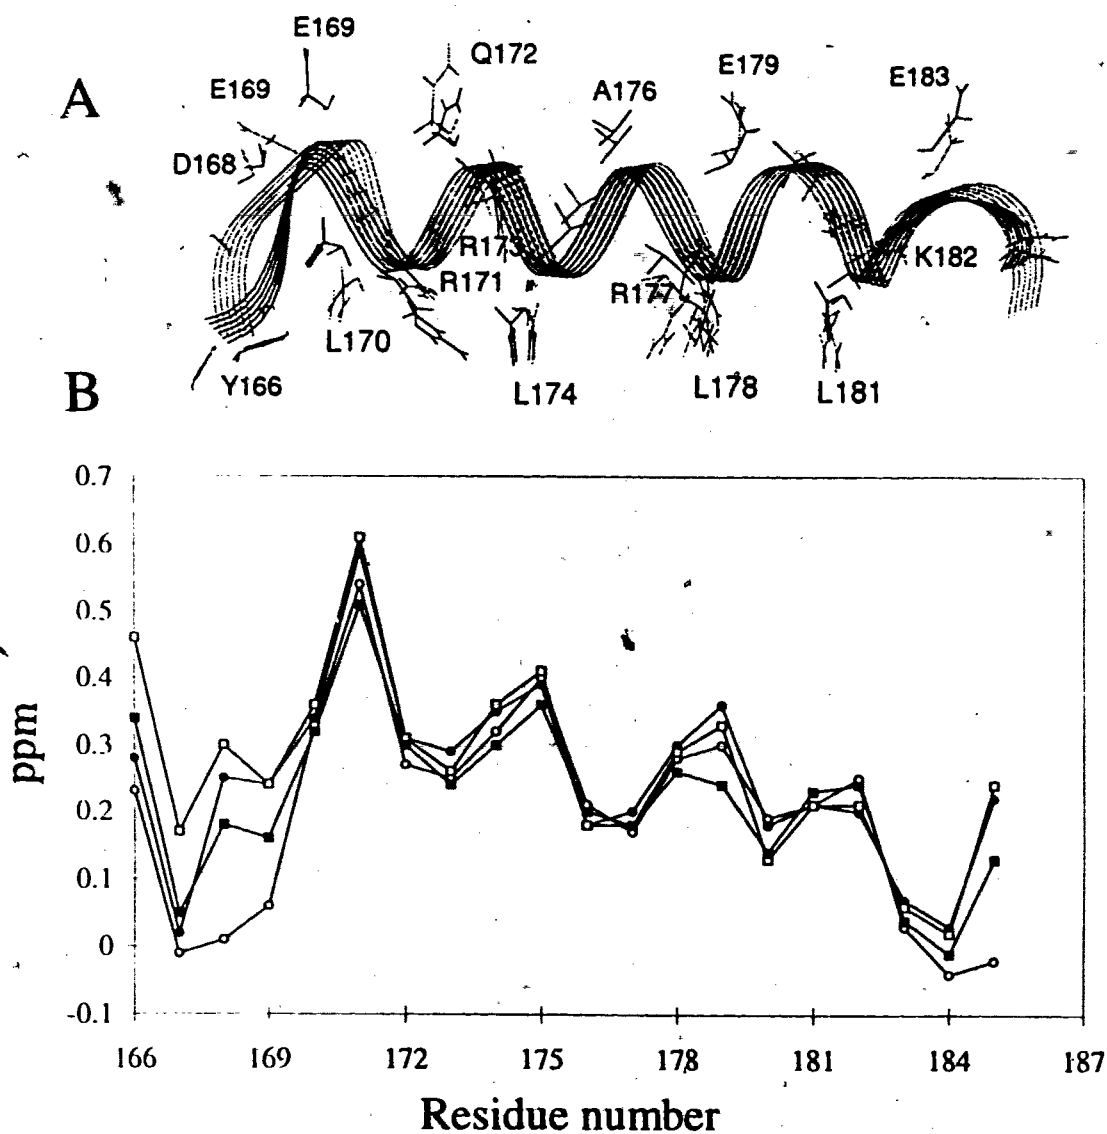 E169
Q172
A
E169
A176
E179
E183
D168
R173
R171
R177
K182
L170
Y166
L174
L178
L181
B
0.7
0.6
0.5
0.4
0.3
0.2
0.1
0
-0.1
ppm
166 169 172 175 178 181 184 187
Residue number